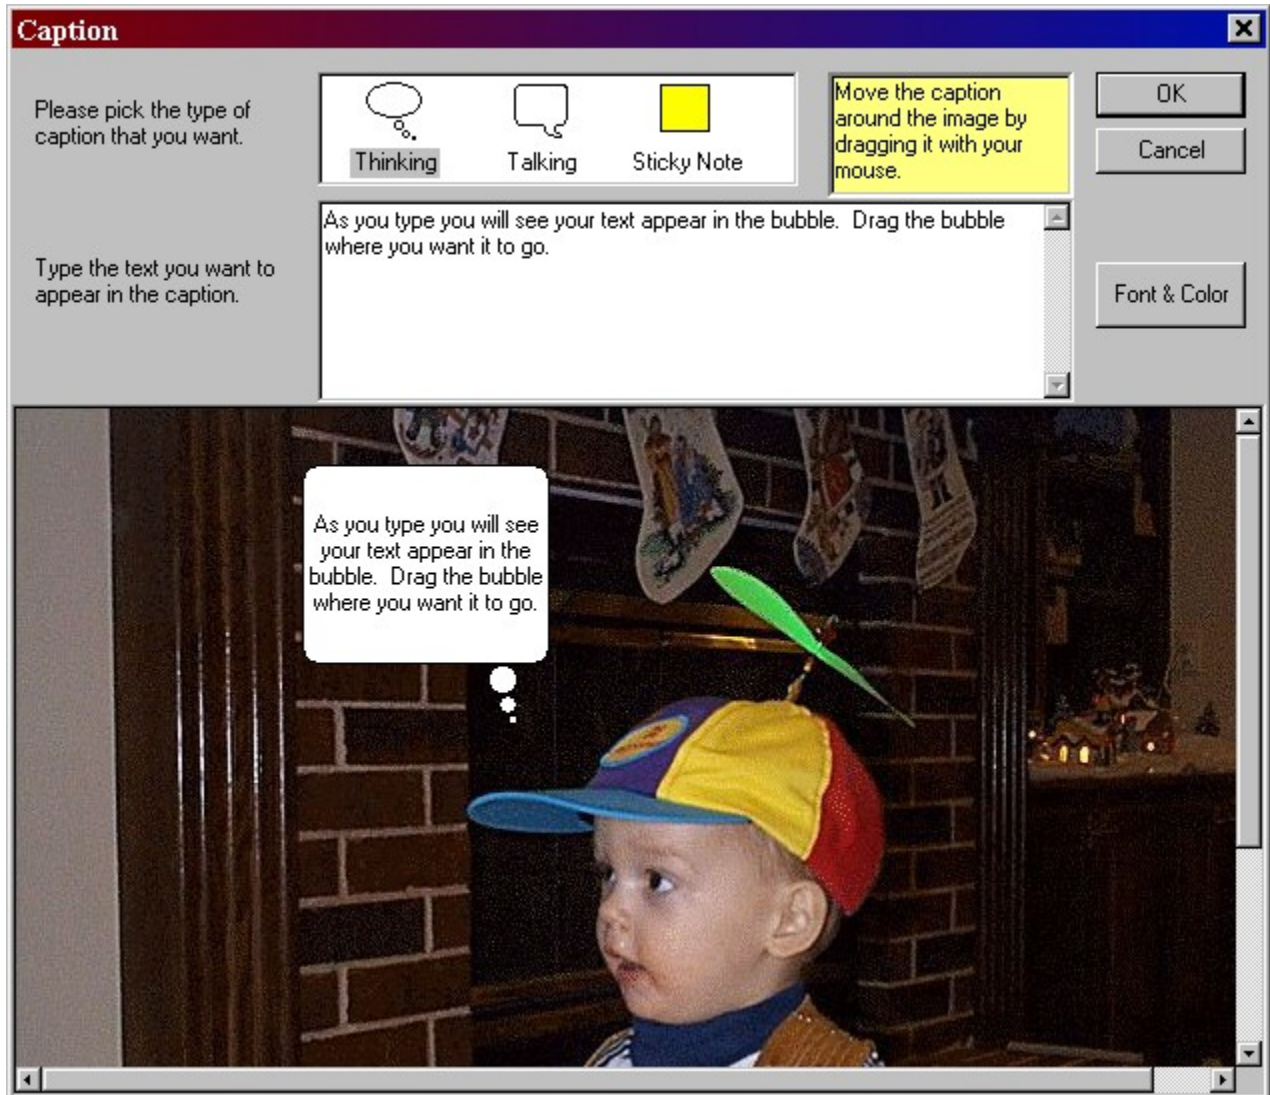 Caption
Please pick the type of
caption that you want.
Thinking
Talking
Sticky Note
Move the caption
around the image by
dragging it with your
mouse.
OK
Cancel
Type the text you want to
appear in the caption.
As you type you will see your text appear in the bubble.  Drag the bubble
where you want it to go.
Font & Color
As you type you will see
your text appear in the
bubble.  Drag the bubble
where you want it to go.